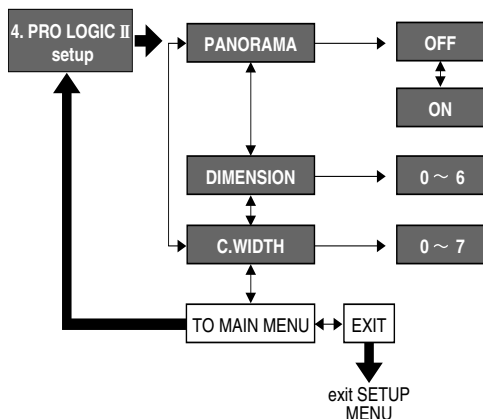 4. PRO LOGIC II
setup
PANORAMA
OFF
ON
DIMENSION
0 ～ 6
C.WIDTH
0 ～ 7
TO MAIN MENU
EXIT
exit SETUP
MENU